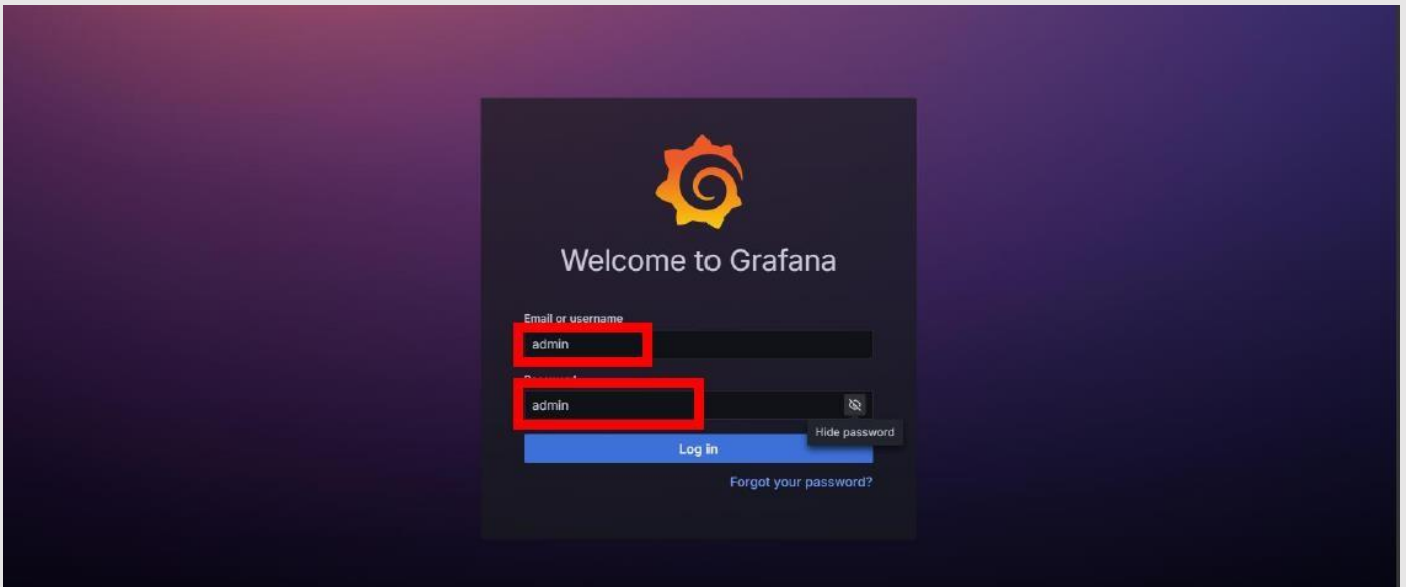 Welcome to Grafana
Email or username
admin
admin
Hide password
Log in
Forgot your password?